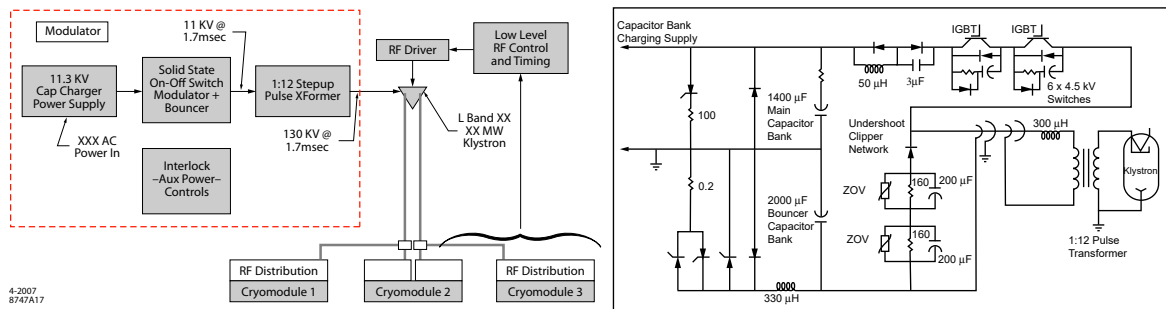 Modulator
11 KV @
1.7msec
RF Driver
Low Level
RF Control
and Timing
11.3 KV
Cap Charger
Power Supply
Solid State
On-Off Switch
Modulator +
Bouncer
1:12 Stepup
Pulse XFormer
130 KV @
1.7msec
L Band XX
XX MW
Klystron
XXX AC
Power In
Interlock
–Aux Power–
Controls
RF Distribution
Cryomodule 1
Cryomodule 2
RF Distribution
Cryomodule 3
4-2007
8747A17
Capacitor Bank
Charging Supply
IGBT
IGBT
50 μH
3μF
6 x 4.5 kV
Switches
100
1400 μF
Main
Capacitor
Bank
Undershoot
Clipper
Network
300 μH
Klystron
0.2
2000 μF
Bouncer
Capacitor
Bank
ZOV
160
200 μF
ZOV
160
200 μF
1:12 Pulse
Transformer
330 μH